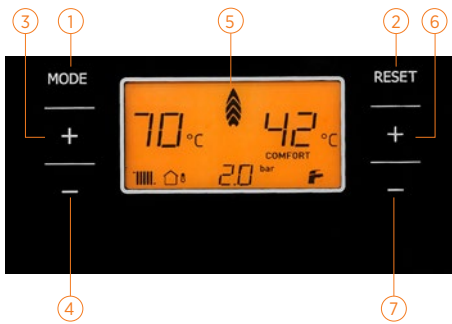 3 1 5 2 6
MODE RESET
+ 70 °C 42 °C +
COMFORT
- 2.0 bar -
4 7